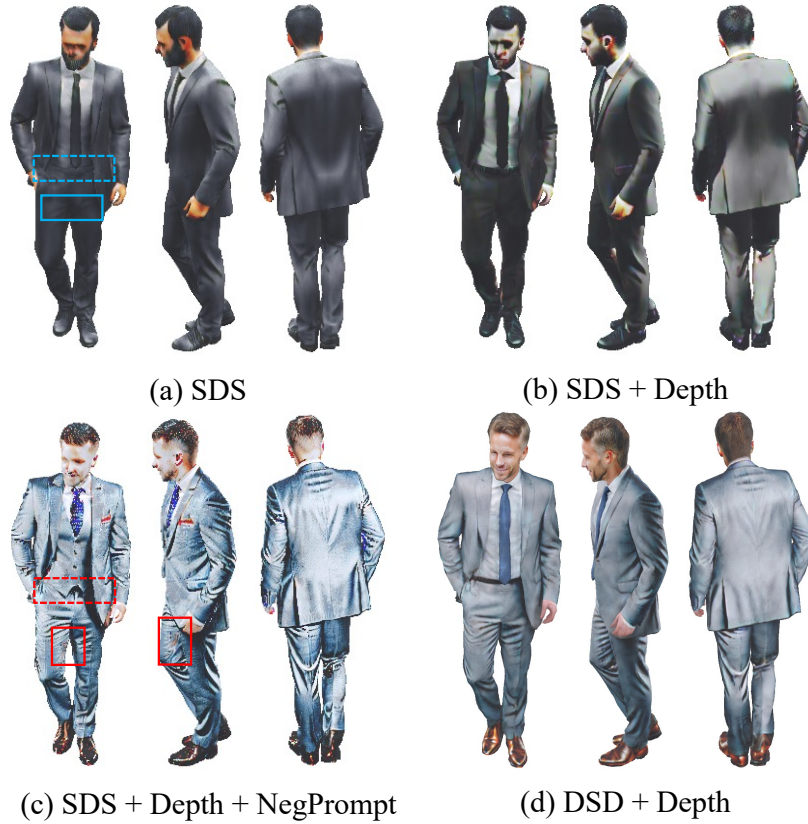 (a) SDS
(b) SDS + Depth
(c) SDS + Depth + NegPrompt
(d) DSD + Depth